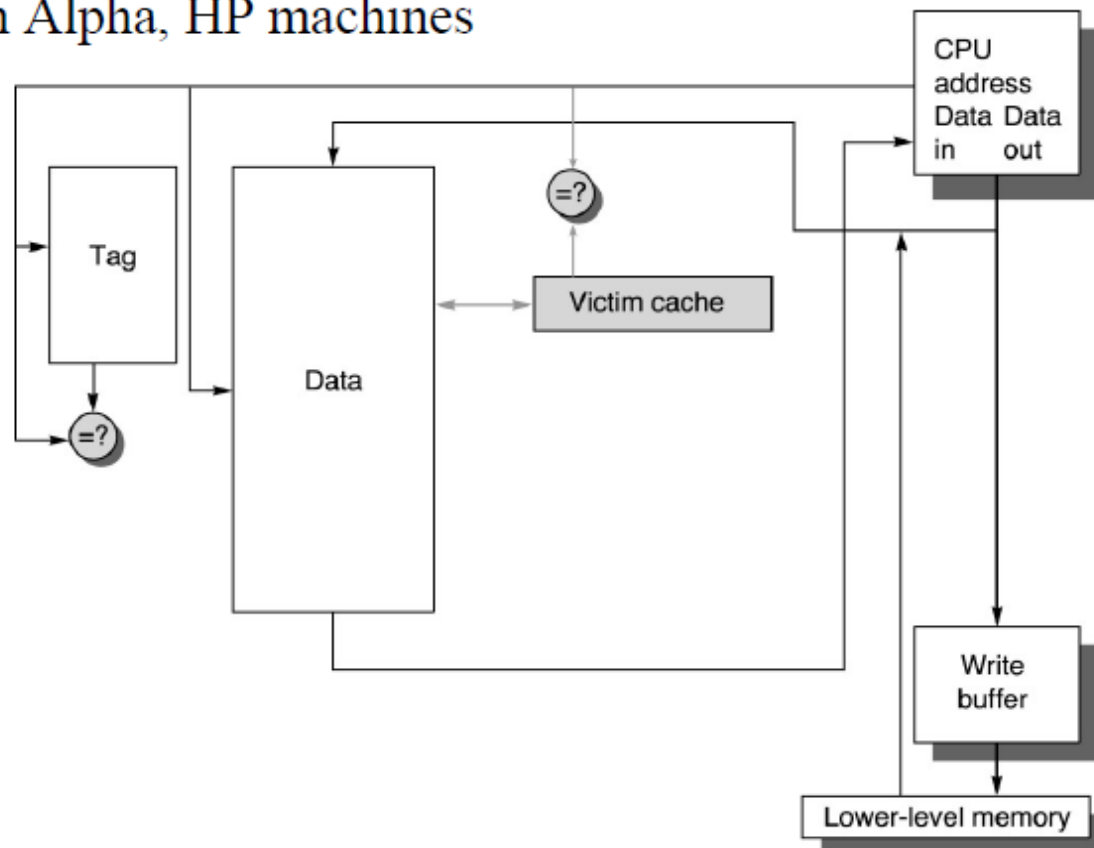 Alpha, HP machines
CPU
address
Data Data
in out
=?
Tag
Victim cache
Data
=?
Write
buffer
Lower-level memory